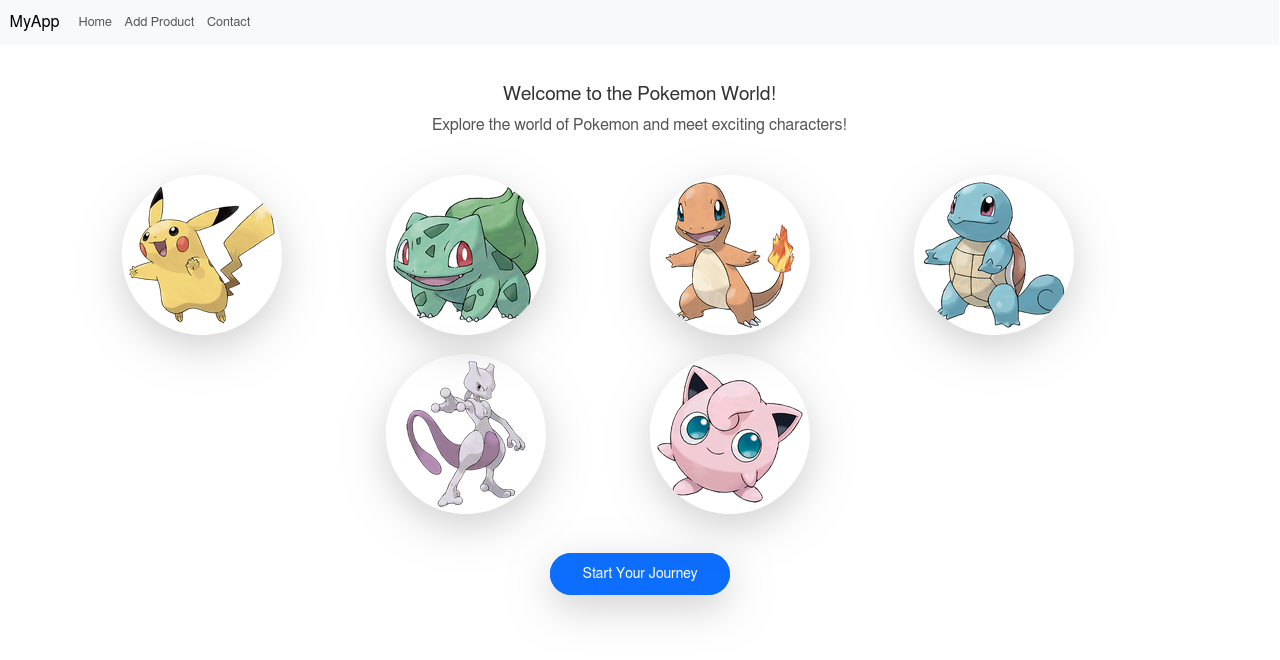 MyApp Home Add Product Contact
Welcome to the Pokemon World!
Explore the world of Pokemon and meet exciting characters!
Start Your Journey